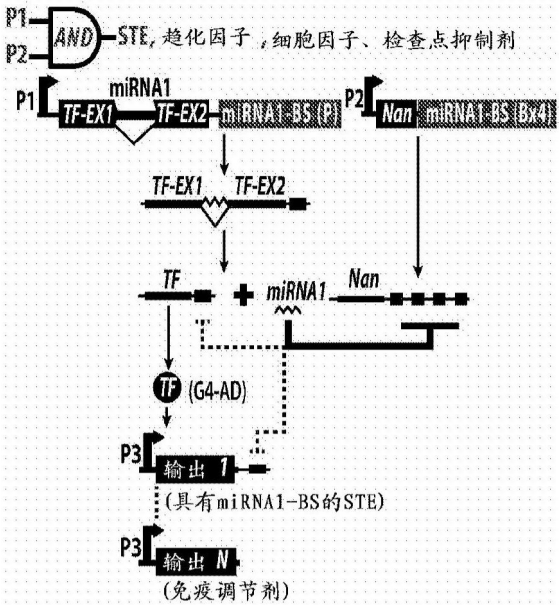 P1
AND
STE, 趋化因子, 细胞因子、检查点抑制剂
P2
miRNA1
P1
TF-EX1
TF-EX2
miRNA1-BS (P)
P2
Nan
miRNA1-BS (Bx4)
TF-EX1
TF-EX2
TF
+
miRNA1
Nan
TF
(G4-AD)
P3
输出 1
(具有miRNA1-BS的STE)
P3
输出 N
(免疫调节剂)